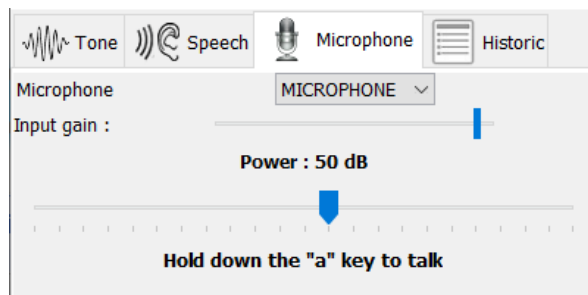 Tone Speech Microphone Historic
Microphone MICROPHONE
Input gain :
Power : 50 dB
Hold down the "a" key to talk